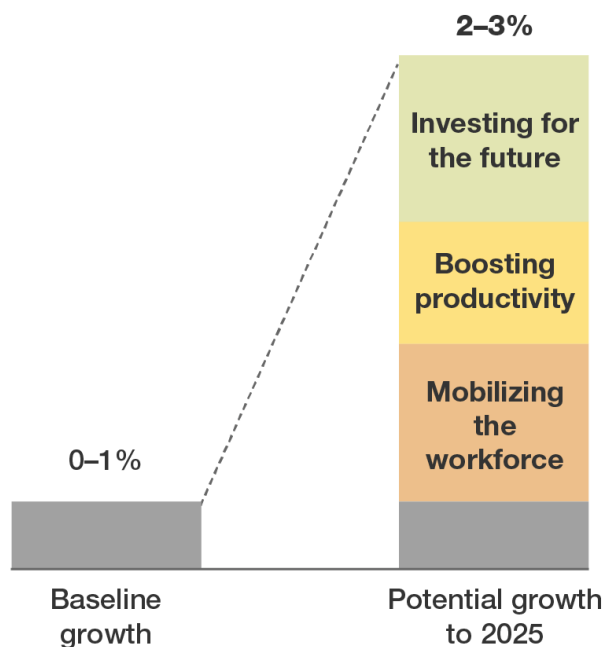 2–3%
Investing for
the future
Boosting
productivity
Mobilizing
the
workforce
0–1%
Baseline
growth
Potential growth
to 2025